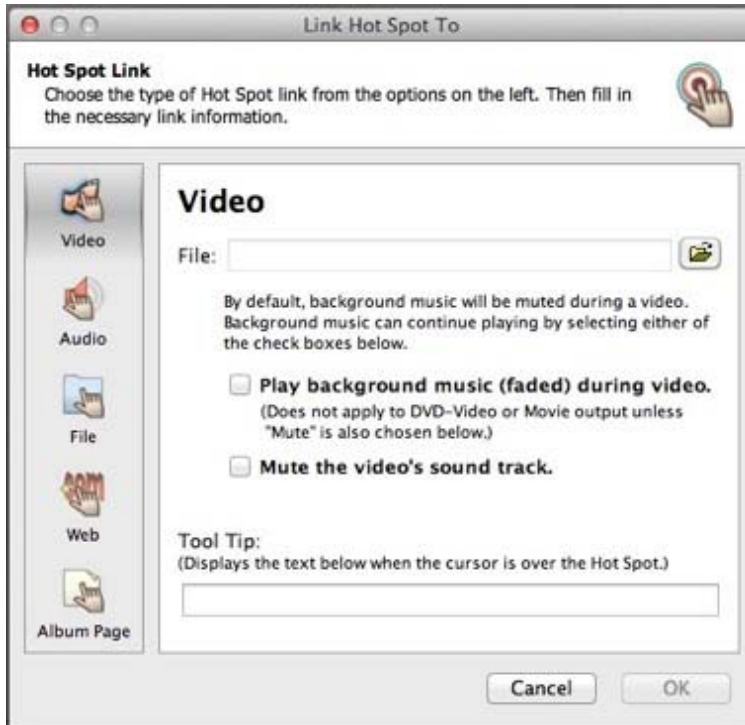 Link Hot Spot To
Hot Spot Link
Choose the type of Hot Spot link from the options on the left. Then fill in
the necessary link information.
Video
Audio
File
Web
Album Page
Video
File:
By default, background music will be muted during a video.
Background music can continue playing by selecting either of
the check boxes below.
Play background music (faded) during video.
(Does not apply to DVD-Video or Movie output unless
"Mute" is also chosen below.)
Mute the video's sound track.
Tool Tip:
(Displays the text below when the cursor is over the Hot Spot.)
Cancel
OK